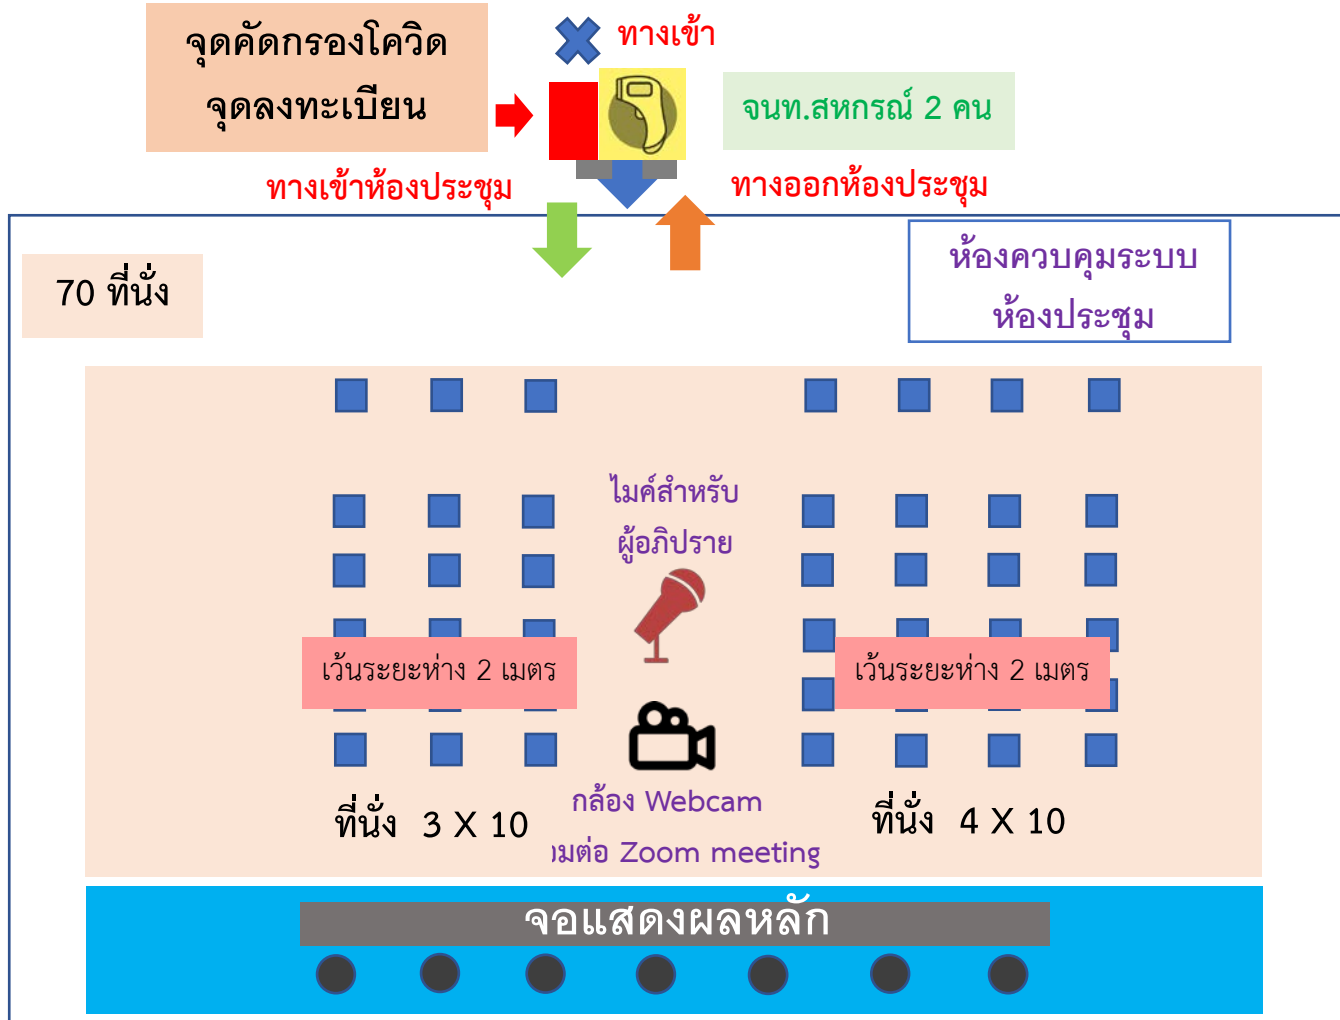 จุดคัดกรองโควิด
จุดลงทะเบียน
ทางเข้า
จนท.สหกรณ์ 2 คน
ทางเข้าห้องประชุม
ทางออกห้องประชุม
70 ที่นั่ง
ห้องควบคุมระบบ
ห้องประชุม
ไมค์สำหรับ
ผู้อภิปราย
เว้นระยะห่าง 2 เมตร
เว้นระยะห่าง 2 เมตร
กล้อง Webcam
Zoom meeting
ที่นั่ง 3 X 10
ที่นั่ง 4 X 10
จอแสดงผลหลัก